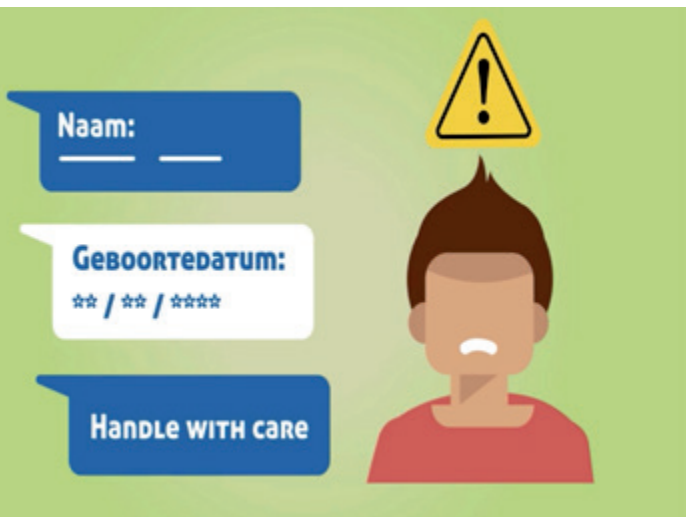 Naam:
Geboortedatum:
** / ** / ****
Handle with care
!